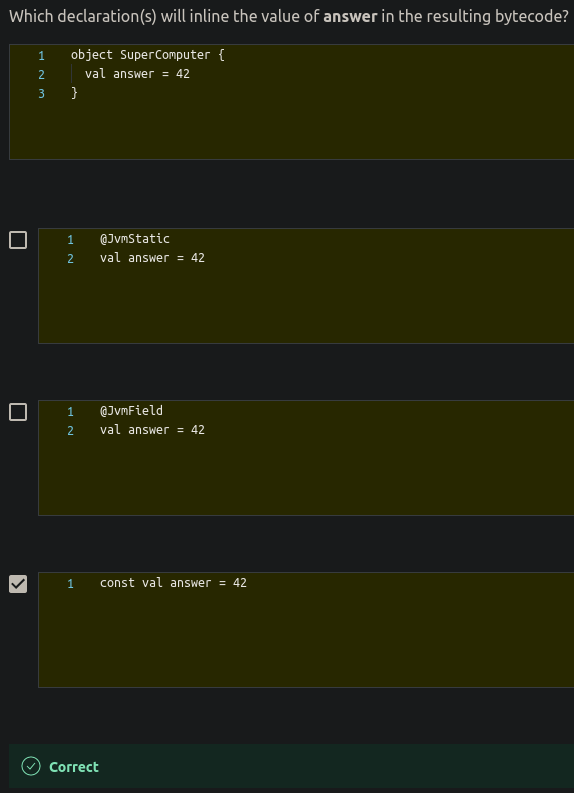 Which declaration(s) will inline the value of answer in the resulting bytecode?
1 object SuperComputer {
2 val answer = 42
3 }
1 @JvmStatic
2 val answer = 42
1 @JvmField
2 val answer = 42
1 const val answer = 42
Correct